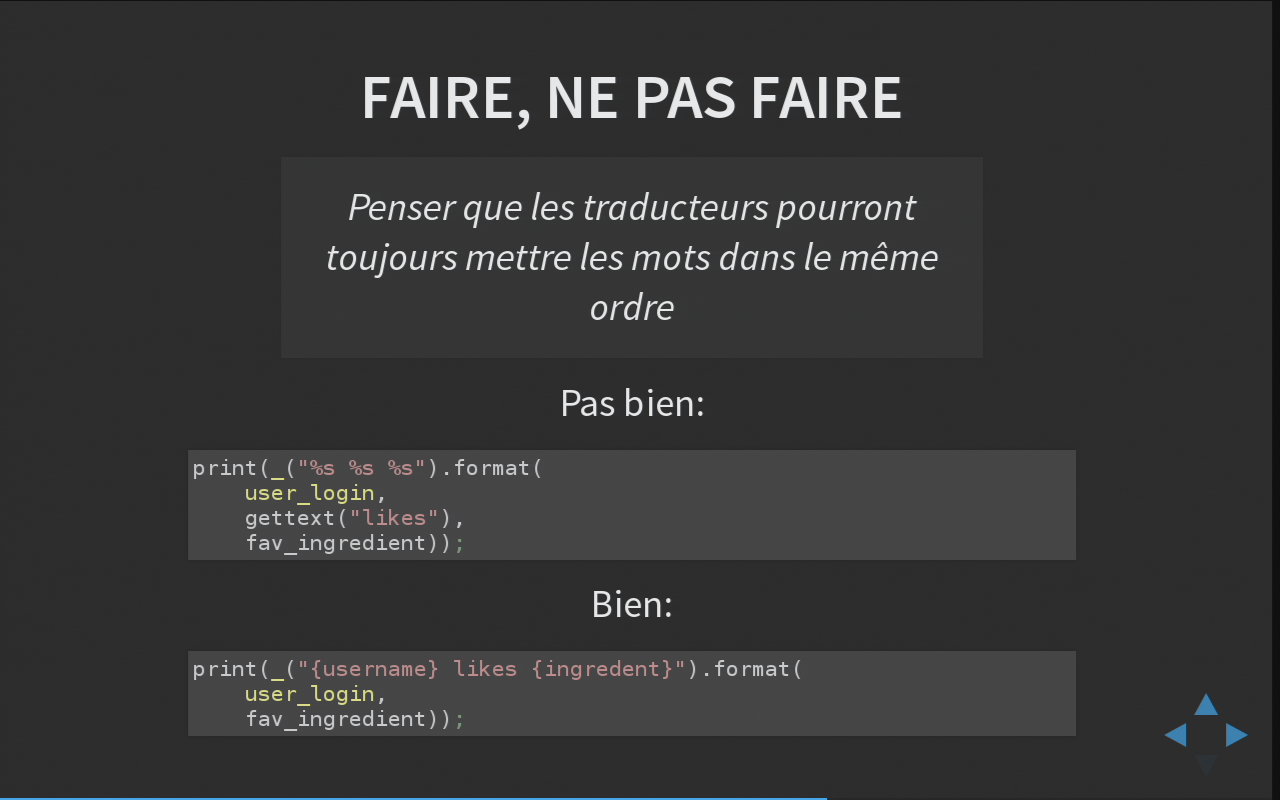 FAIRE, NE PAS FAIRE
Penser que les traducteurs pourront
toujours mettre les mots dans le même
ordre
Pas bien:
print(_("%s %s %s").format(
    user_login,
    gettext("likes"),
    fav_ingredient));
Bien:
print(_("{username} likes {ingredent}").format(
    user_login,
    fav_ingredient));